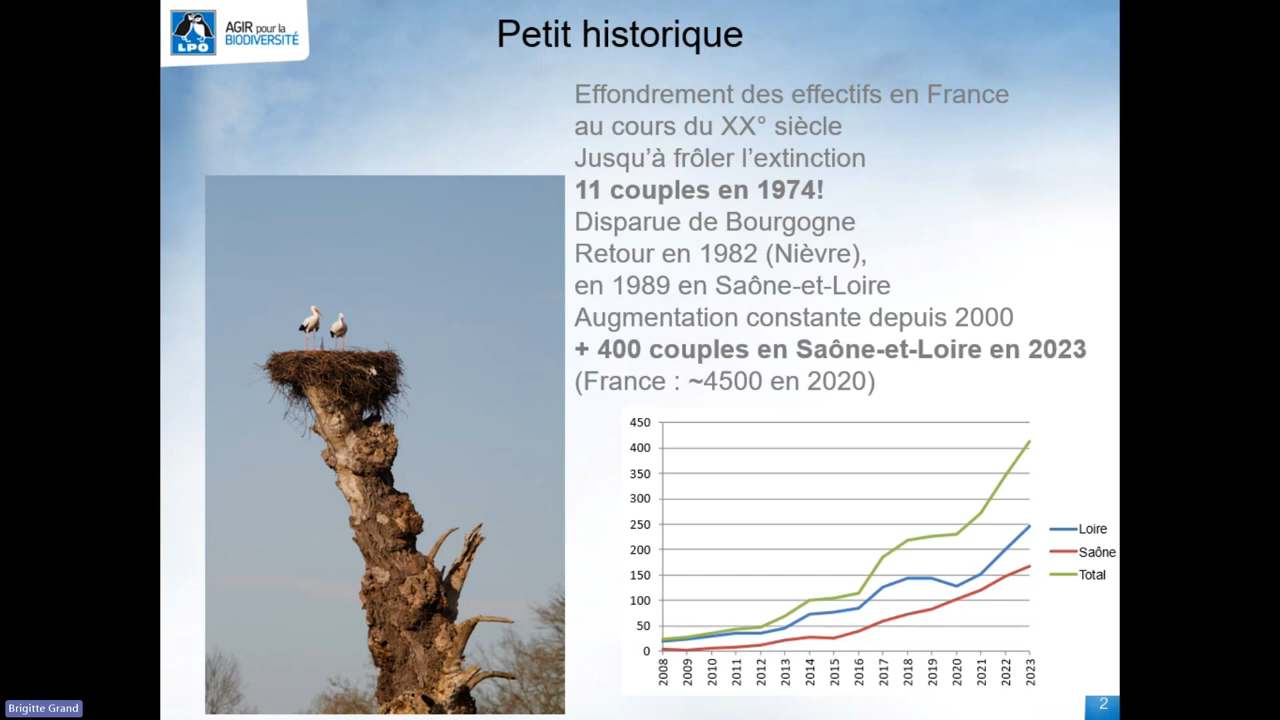 LPO
AGIR pour la
BIODIVERSITÉ
Petit historique
Effondrement des effectifs en France
au cours du XX° siècle
Jusqu’à frôler l’extinction
11 couples en 1974!
Disparue de Bourgogne
Retour en 1982 (Nièvre),
en 1989 en Saône-et-Loire
Augmentation constante depuis 2000
+ 400 couples en Saône-et-Loire en 2023
(France : ~4500 en 2020)
450
400
350
300
250
200
150
100
50
0
2008
2009
2010
2011
2012
2013
2014
2015
2016
2017
2018
2019
2020
2021
2022
2023
Loire
Saône
Total
2
Brigitte Grand